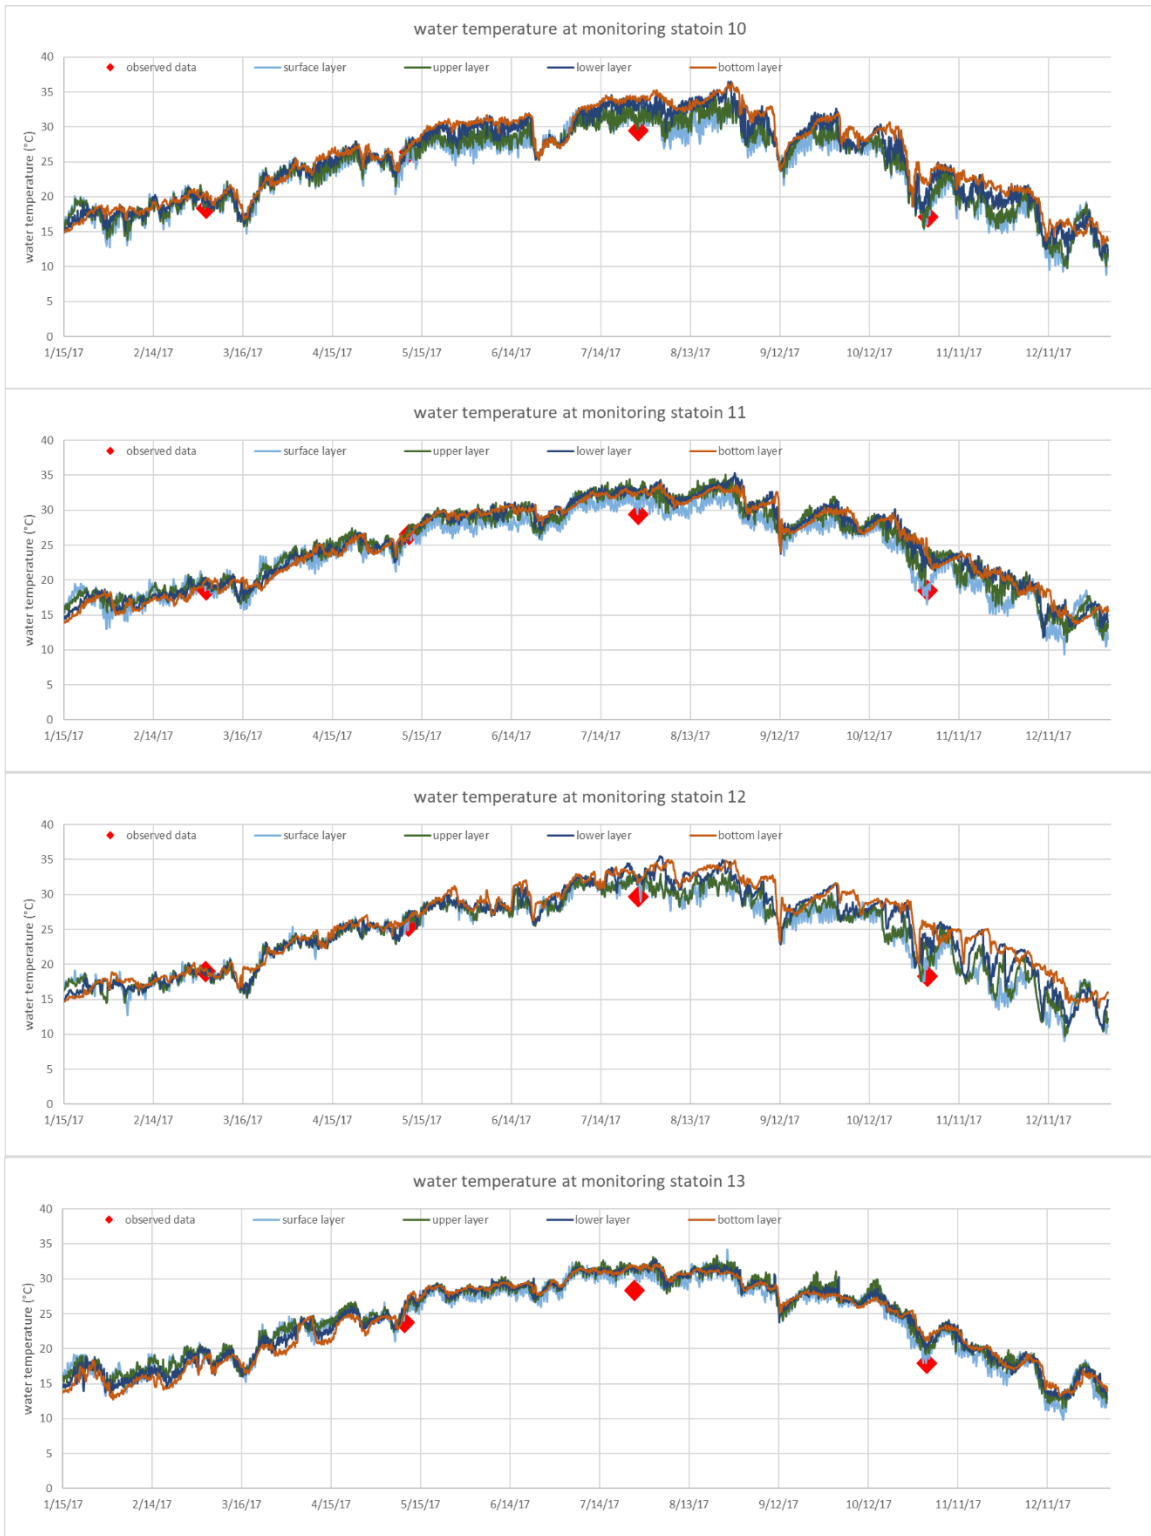 water temperature at monitoring statoin 10
40
observed data surface layer upper layer lower layer bottom layer
35
30
25
20
15
10
5
0
water temperature (°C)
1/15/17 2/14/17 3/16/17 4/15/17 5/15/17 6/14/17 7/14/17 8/13/17 9/12/17 10/12/17 11/11/17 12/11/17
water temperature at monitoring statoin 11
40
observed data surface layer upper layer lower layer bottom layer
35
30
25
20
15
10
5
0
water temperature (°C)
1/15/17 2/14/17 3/16/17 4/15/17 5/15/17 6/14/17 7/14/17 8/13/17 9/12/17 10/12/17 11/11/17 12/11/17
water temperature at monitoring statoin 12
40
observed data surface layer upper layer lower layer bottom layer
35
30
25
20
15
10
5
0
water temperature (°C)
1/15/17 2/14/17 3/16/17 4/15/17 5/15/17 6/14/17 7/14/17 8/13/17 9/12/17 10/12/17 11/11/17 12/11/17
water temperature at monitoring statoin 13
40
observed data surface layer upper layer lower layer bottom layer
35
30
25
20
15
10
5
0
water temperature (°C)
1/15/17 2/14/17 3/16/17 4/15/17 5/15/17 6/14/17 7/14/17 8/13/17 9/12/17 10/12/17 11/11/17 12/11/17